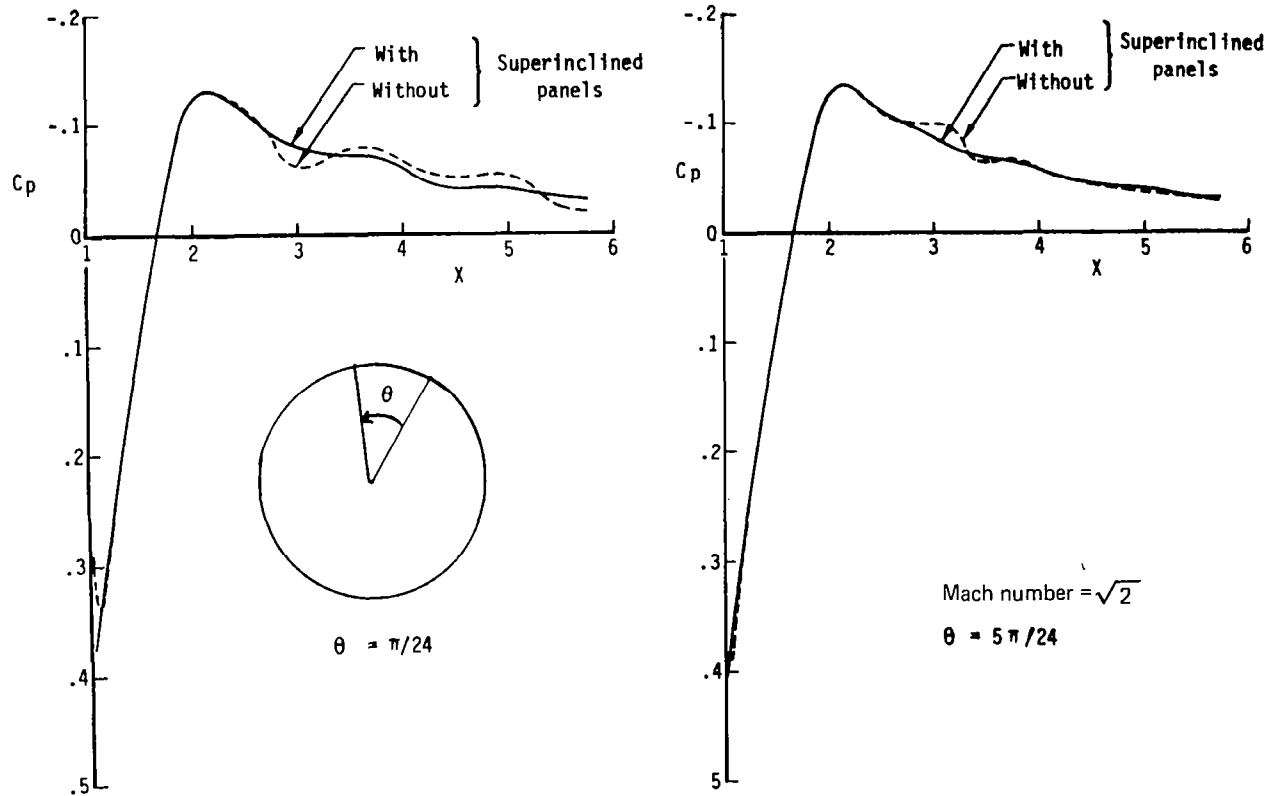 -.2
With
Without
Superinclined
panels
-.1
Cp
0
1
2
3
4
5
6
X
.1
.2
.3
.4
.5
θ
θ = π/24
-.2
With
Without
Superinclined
panels
-.1
Cp
0
1
2
3
4
5
6
X
.1
.2
.3
.4
5
Mach number = √2
θ = 5π/24